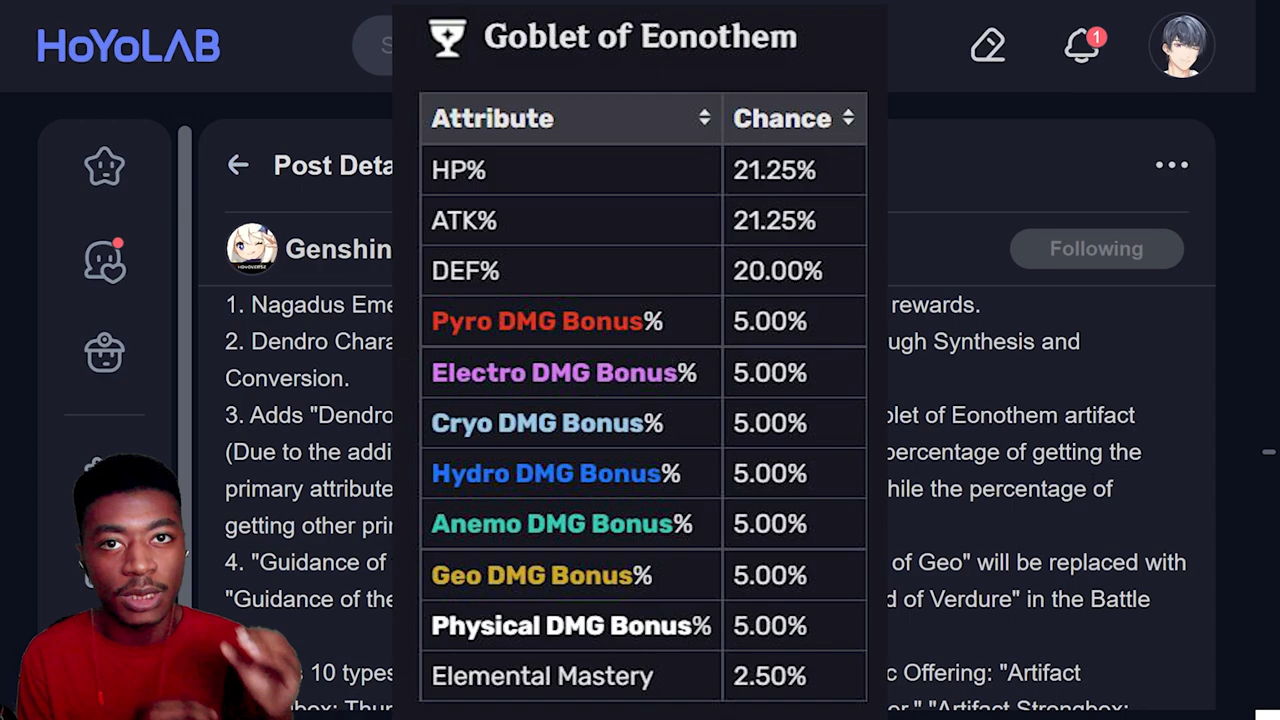 HoYoLAB
S
1
Goblet of Eonothem
Attribute Chance
HP% 21.25%
ATK% 21.25%
DEF% 20.00%
Pyro DMG Bonus% 5.00%
Electro DMG Bonus% 5.00%
Cryo DMG Bonus% 5.00%
Hydro DMG Bonus% 5.00%
Anemo DMG Bonus% 5.00%
Geo DMG Bonus% 5.00%
Physical DMG Bonus% 5.00%
Elemental Mastery 2.50%
Post Deta
Genshin
Following
1. Nagadus Eme rewards.
2. Dendro Chara ugh Synthesis and
Conversion.
3. Adds "Dendro blet of Eonothem artifact
(Due to the addi percentage of getting the
primary attribute hile the percentage of
getting other pri
4. "Guidance of of Geo" will be replaced with
"Guidance of the d of Verdure" in the Battle
10 types c Offering: "Artifact
box: Thu or," "Artifact Strongbox: